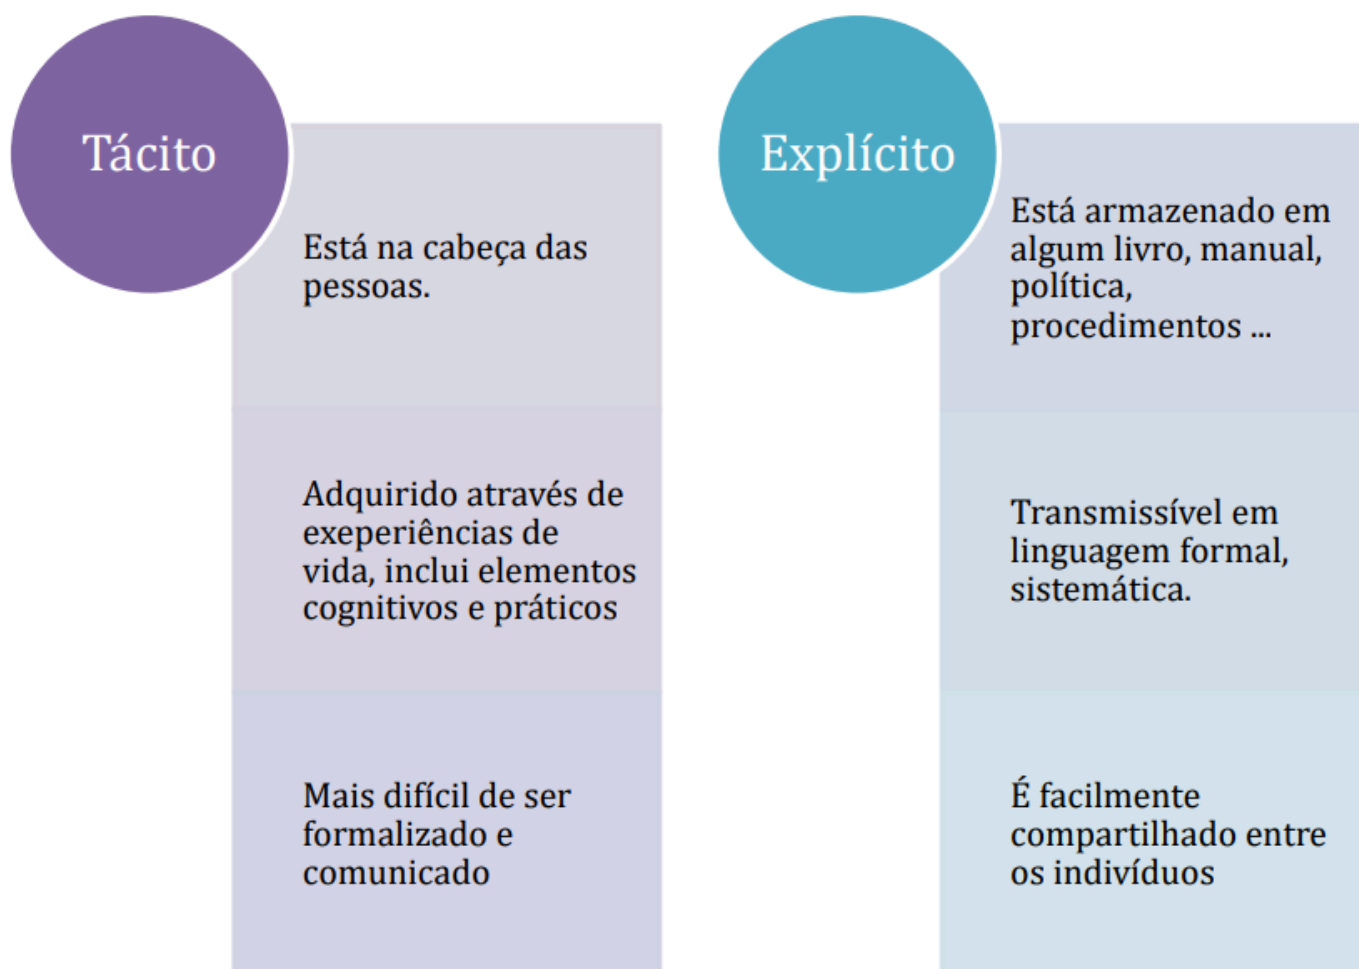 Tácito
Está na cabeça das
pessoas.
Adquirido através de
exeperiências de
vida, inclui elementos
cognitivos e práticos
Mais difícil de ser
formalizado e
comunicado
Explícito
Está armazenado em
algum livro, manual,
política,
procedimentos ...
Transmissível em
linguagem formal,
sistemática.
É facilmente
compartilhado entre
os indivíduos